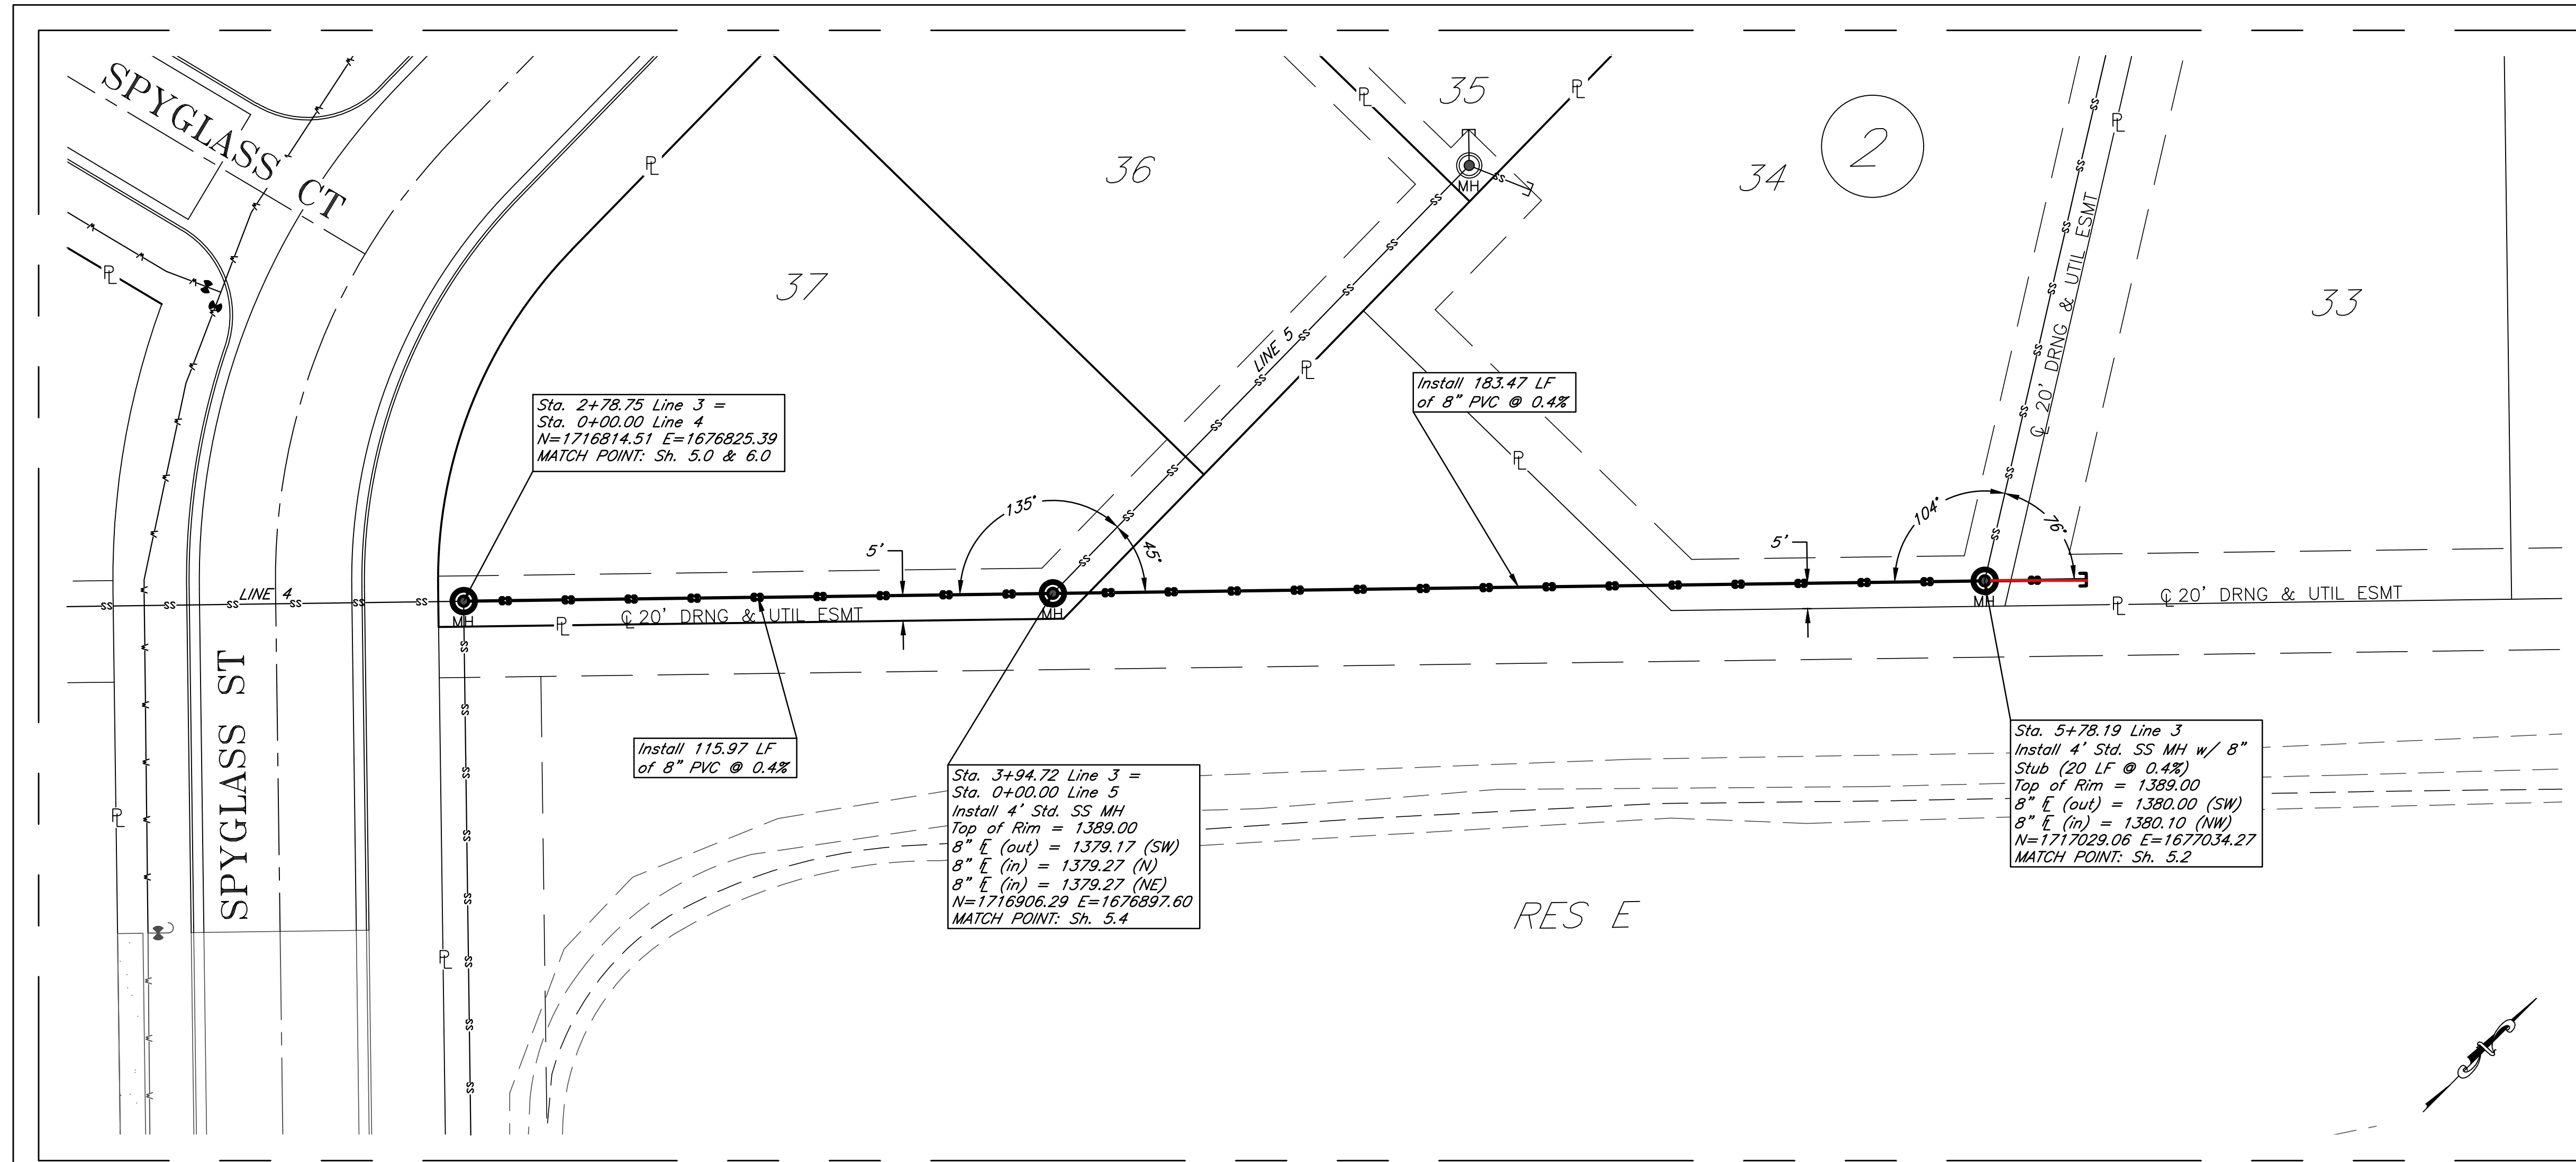 SPYGLASS CT
35
36
34
2
37
33
LINE 5
℄ 20' DRNG & UTIL ESMT
Install 183.47 LF
of 8" PVC @ 0.4%
Sta. 2+78.75 Line 3 =
Sta. 0+00.00 Line 4
N=1716814.51 E=1676825.39
MATCH POINT: Sh. 5.0 & 6.0
135°
45°
104°
76°
5'
5'
LINE 4
MH
MH
MH
MH
℄ 20' DRNG & UTIL ESMT
℄ 20' DRNG & UTIL ESMT
SPYGLASS ST
Install 115.97 LF
of 8" PVC @ 0.4%
Sta. 3+94.72 Line 3 =
Sta. 0+00.00 Line 5
Install 4' Std. SS MH
Top of Rim = 1389.00
8" FL (out) = 1379.17 (SW)
8" FL (in) = 1379.27 (N)
8" FL (in) = 1379.27 (NE)
N=1716906.29 E=1676897.60
MATCH POINT: Sh. 5.4
Sta. 5+78.19 Line 3
Install 4' Std. SS MH w/ 8"
Stub (20 LF @ 0.4%)
Top of Rim = 1389.00
8" FL (out) = 1380.00 (SW)
8" FL (in) = 1380.10 (NW)
N=1717029.06 E=1677034.27
MATCH POINT: Sh. 5.2
RES E